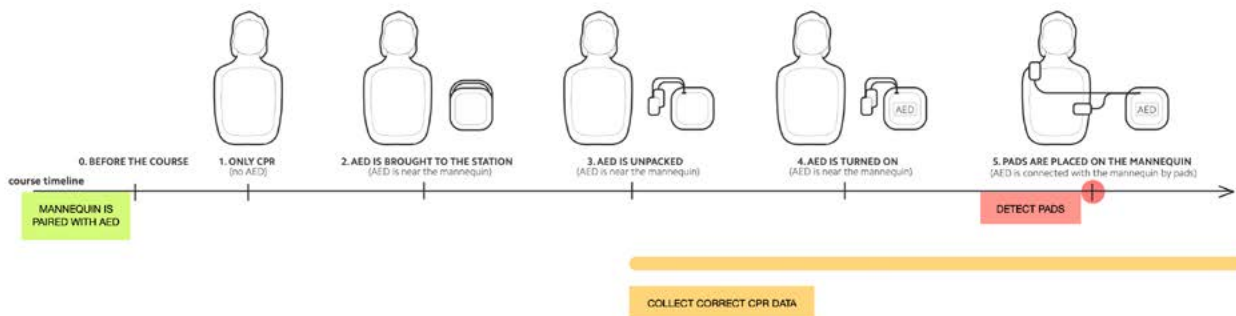 0. BEFORE THE COURSE
1. ONLY CPR
(no AED)
2. AED IS BROUGHT TO THE STATION
(AED is near the mannequin)
3. AED IS UNPACKED
(AED is near the mannequin)
AED
4. AED IS TURNED ON
(AED is near the mannequin)
AED
5. PADS ARE PLACED ON THE MANNEQUIN
(AED is connected with the mannequin by pads)
course timeline
MANNEQUIN IS
PAIRED WITH AED
DETECT PADS
COLLECT CORRECT CPR DATA